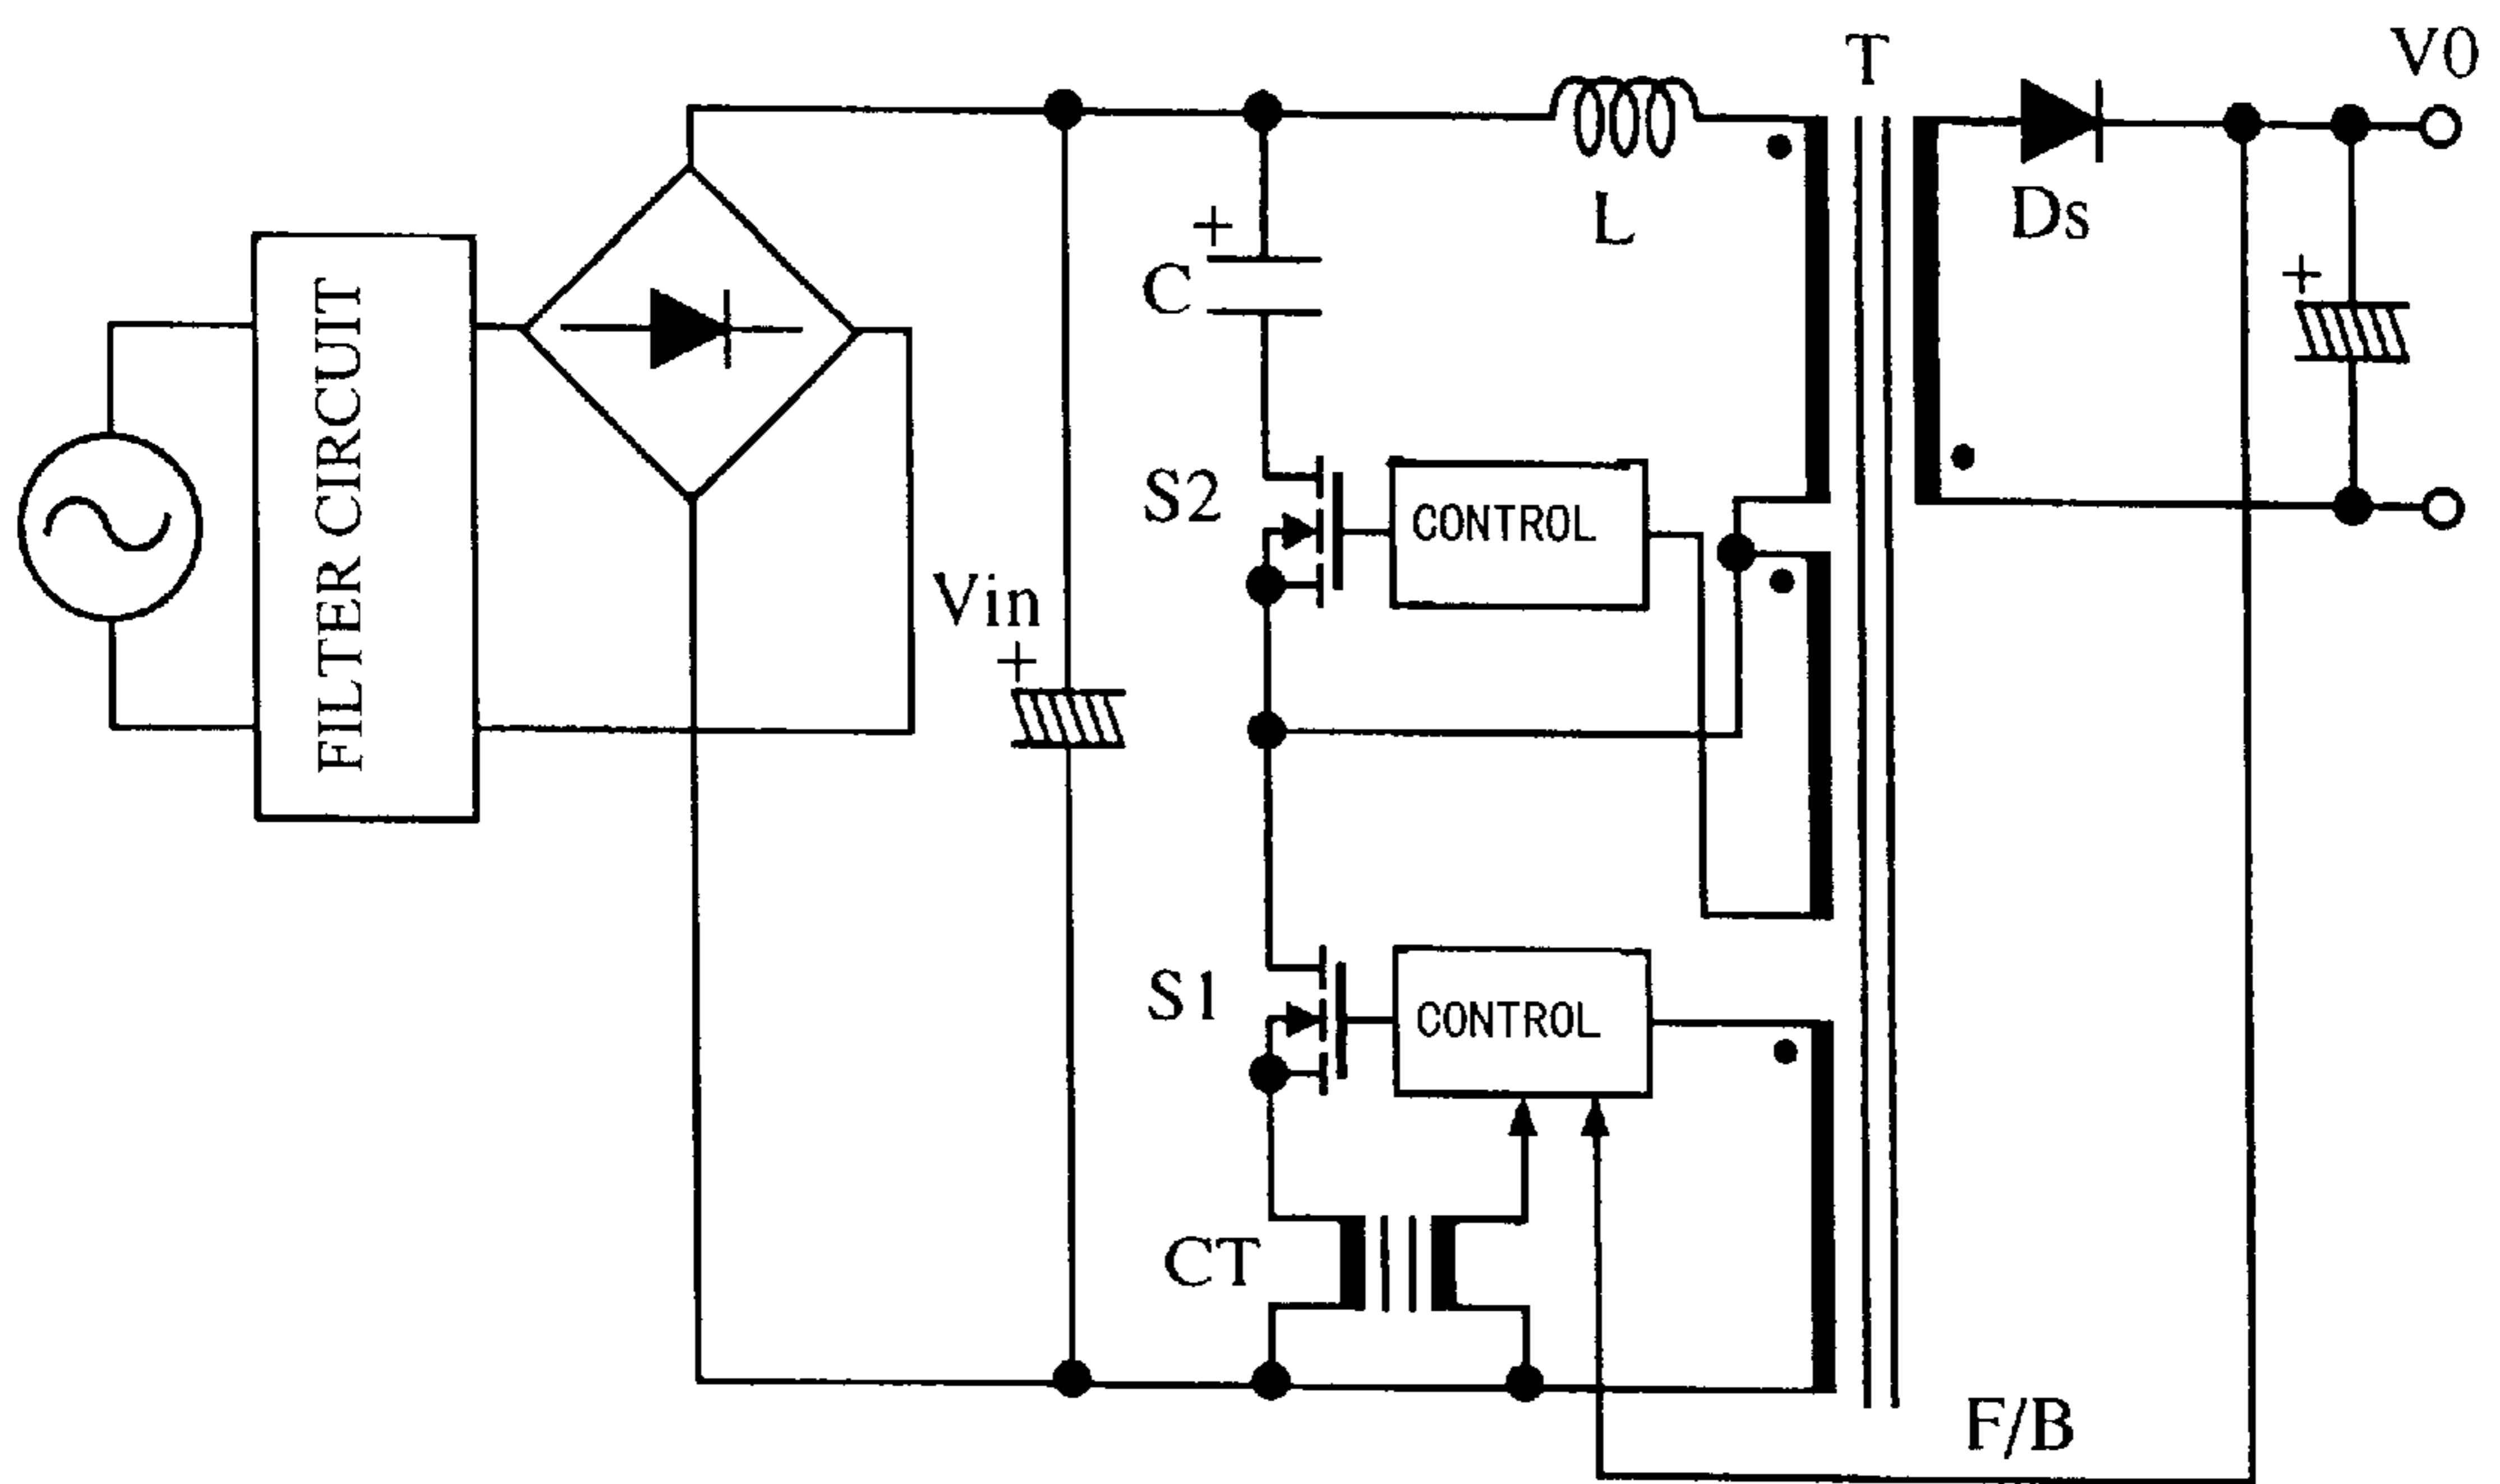 T
V0
Ds
+
L
+
C
FILTER CIRCUIT
S2
CONTROL
Vin
+
S1
CONTROL
CT
F/B